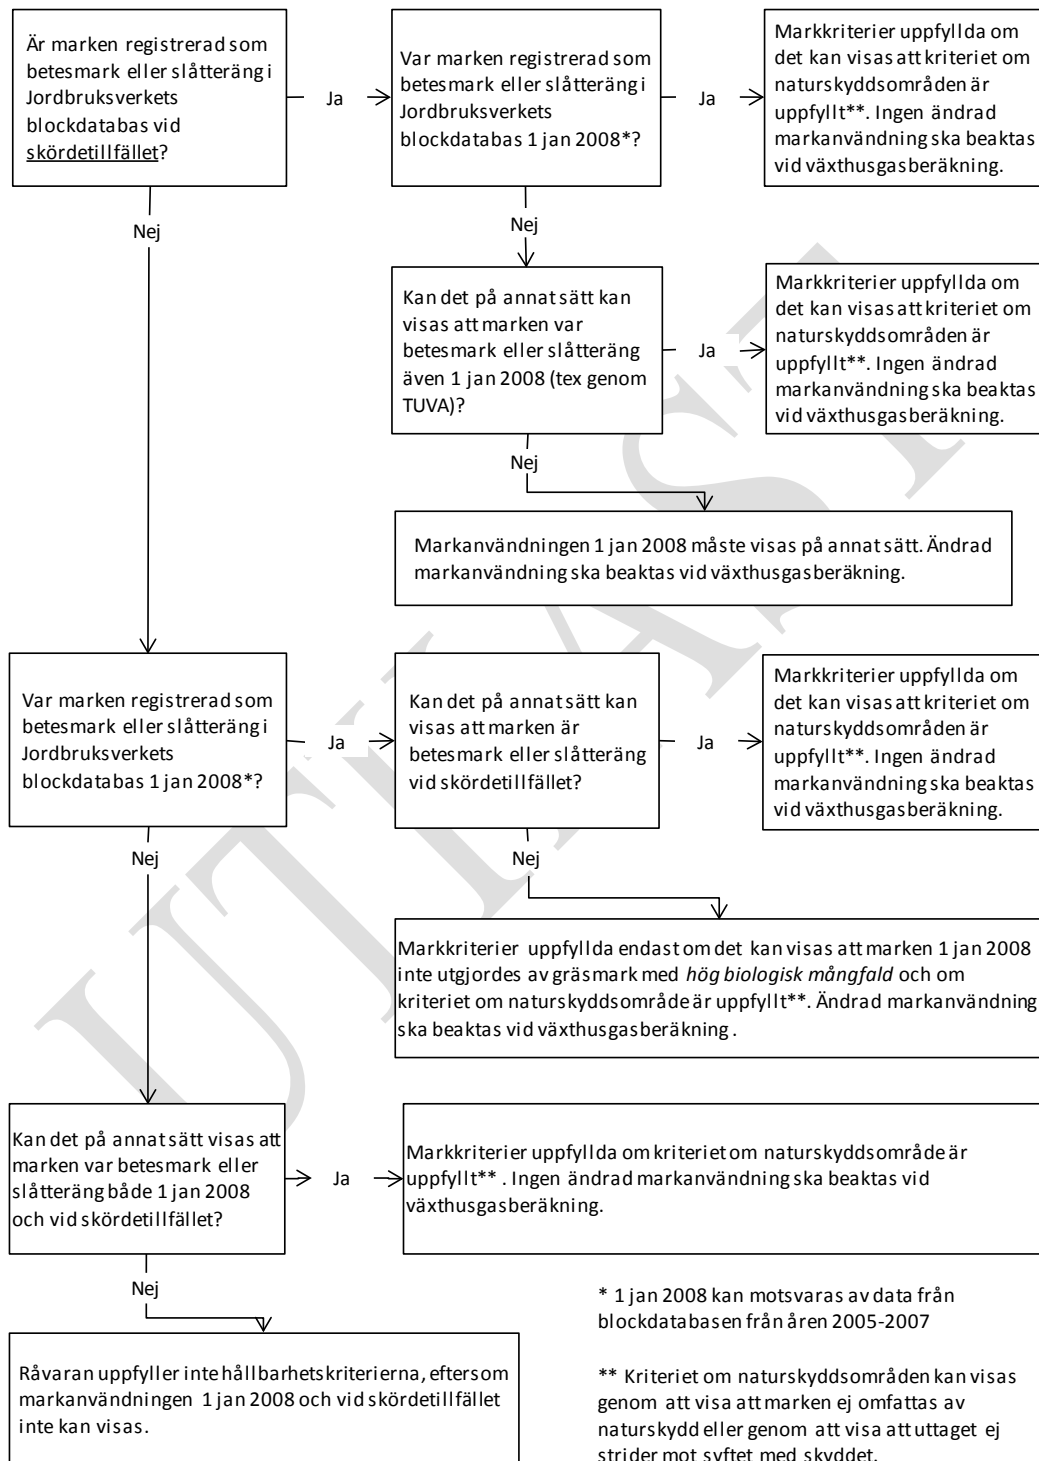 Är marken registrerad som
betesmark eller slåtteräng i
Jordbruksverkets
blockdatabas vid
skördetillfället?
Ja
Var marken registrerad som
betesmark eller slåtteräng i
Jordbruksverkets
blockdatabas 1 jan 2008*?
Ja
Markkriterier uppfyllda om
det kan visas att kriteriet om
naturskyddsområden är
uppfyllt**. Ingen ändrad
markanvändning ska beaktas
vid växthusgasberäkning.
Nej
Nej
Kan det på annat sätt kan
visas att marken var
betesmark eller slåtteräng
även 1 jan 2008 (tex genom
TUVA)?
Ja
Markkriterier uppfyllda om
det kan visas att kriteriet om
naturskyddsområden är
uppfyllt**. Ingen ändrad
markanvändning ska beaktas
vid växthusgasberäkning.
Nej
Markanvändningen 1 jan 2008 måste visas på annat sätt. Ändrad
markanvändning ska beaktas vid växthusgasberäkning.
Var marken registrerad som
betesmark eller slåtteräng i
Jordbruksverkets
blockdatabas 1 jan 2008*?
Ja
Kan det på annat sätt kan
visas att marken är
betesmark eller slåtteräng
vid skördetillfället?
Ja
Markkriterier uppfyllda om
det kan visas att kriteriet om
naturskyddsområden är
uppfyllt**. Ingen ändrad
markanvändning ska beaktas
vid växthusgasberäkning.
Nej
Nej
Markkriterier uppfyllda endast om det kan visas att marken 1 jan 2008
inte utgjordes av gräsmark med hög biologisk mångfald och om
kriteriet om naturskyddsområde är uppfyllt**. Ändrad markanvändning
ska beaktas vid växthusgasberäkning .
Kan det på annat sätt visas att
marken var betesmark eller
slåtteräng både 1 jan 2008
och vid skördetillfället?
Ja
Markkriterier uppfyllda om kriteriet om naturskyddsområde är
uppfyllt** . Ingen ändrad markanvändning ska beaktas vid
växthusgasberäkning.
Nej
Råvaran uppfyller inte hållbarhetskriterierna, eftersom
markanvändningen 1 jan 2008 och vid skördetillfället
inte kan visas.
* 1 jan 2008 kan motsvaras av data från
blockdatabasen från åren 2005-2007
** Kriteriet om naturskyddsområden kan visas
genom att visa att marken ej omfattas av
naturskydd eller genom att visa att uttaget ej
strider mot syftet med skyddet.
UTKAST